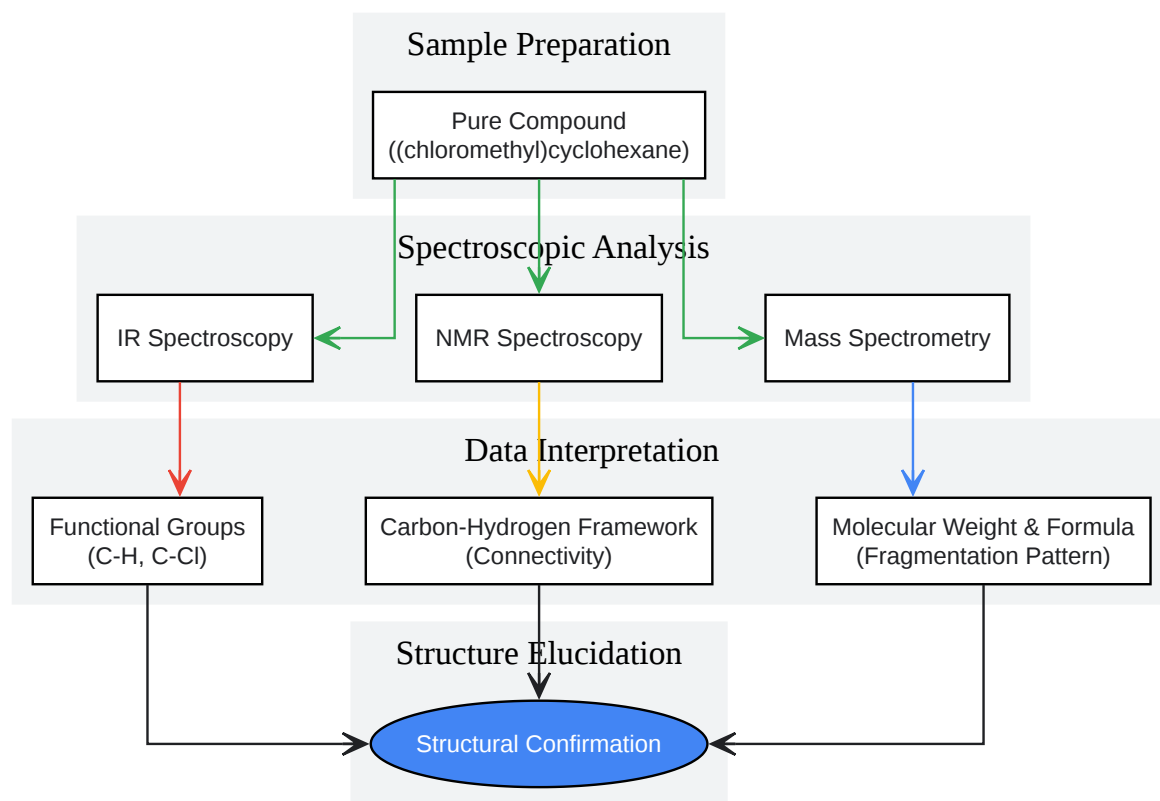 Sample Preparation
Pure Compound
((chloromethyl)cyclohexane)
Spectroscopic Analysis
IR Spectroscopy
NMR Spectroscopy
Mass Spectrometry
Data Interpretation
Functional Groups
(C-H, C-Cl)
Carbon-Hydrogen Framework
(Connectivity)
Molecular Weight & Formula
(Fragmentation Pattern)
Structure Elucidation
Structural Confirmation